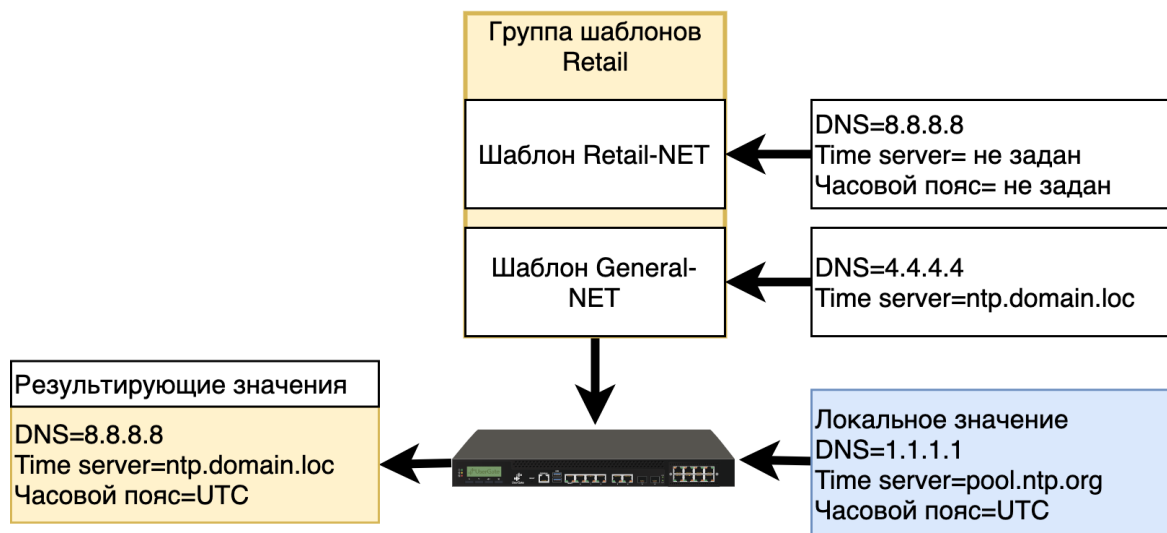 Группа шаблонов
Retail
Шаблон Retail-NET
DNS=8.8.8.8
Time server= не задан
Часовой пояс= не задан
Шаблон General-
NET
DNS=4.4.4.4
Time server=ntp.domain.loc
Результирующие значения
DNS=8.8.8.8
Time server=ntp.domain.loc
Часовой пояс=UTC
Локальное значение
DNS=1.1.1.1
Time server=pool.ntp.org
Часовой пояс=UTC